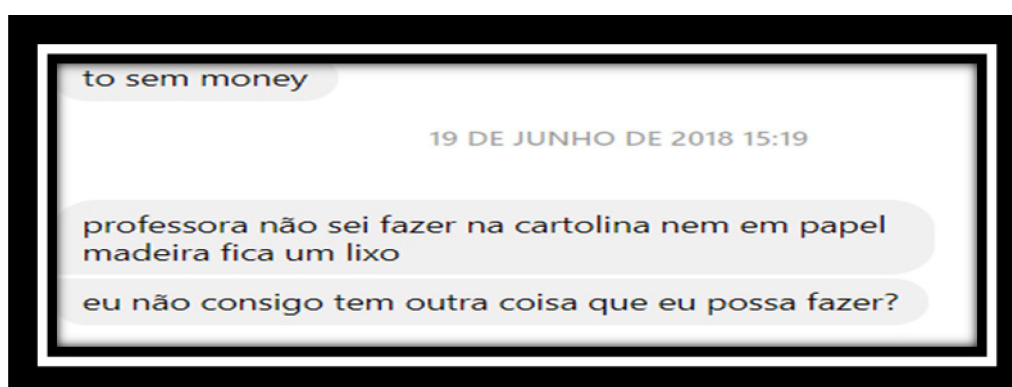 to sem money
19 DE JUNHO DE 2018 15:19
professora não sei fazer na cartolina nem em papel
madeira fica um lixo
eu não consigo tem outra coisa que eu possa fazer?